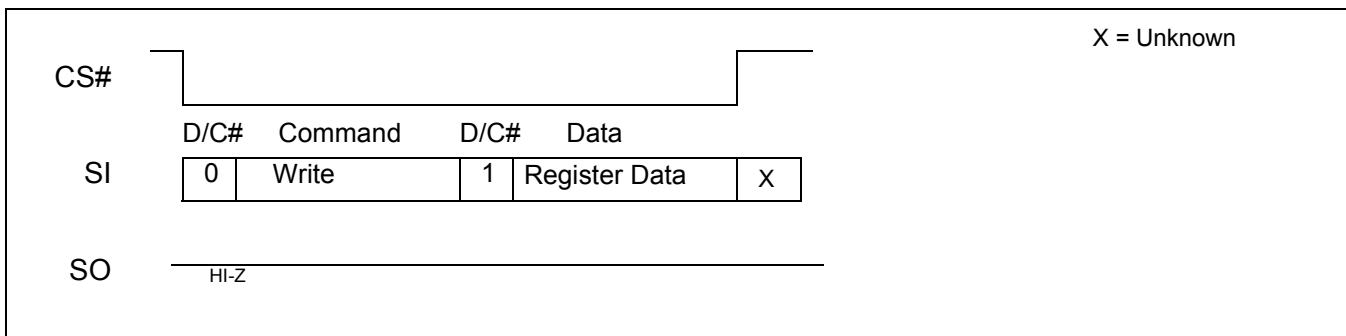 X = Unknown
CS#
D/C# Command D/C# Data
SI 0 Write 1 Register Data X
SO HI-Z